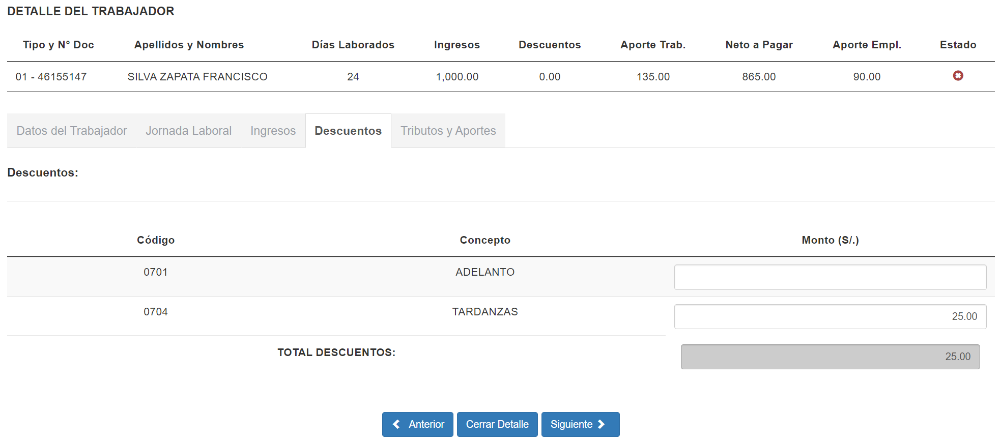 DETALLE DEL TRABAJADOR
Tipo y N° Doc Apellidos y Nombres Días Laborados Ingresos Descuentos Aporte Trab. Neto a Pagar Aporte Empl. Estado
01 - 46155147 SILVA ZAPATA FRANCISCO 24 1,000.00 0.00 135.00 865.00 90.00
Datos del Trabajador Jornada Laboral Ingresos Descuentos Tributos y Aportes
Descuentos:
Código Concepto Monto (S/.)
0701 ADELANTO
0704 TARDANZAS 25.00
TOTAL DESCUENTOS: 25.00
Anterior Cerrar Detalle Siguiente